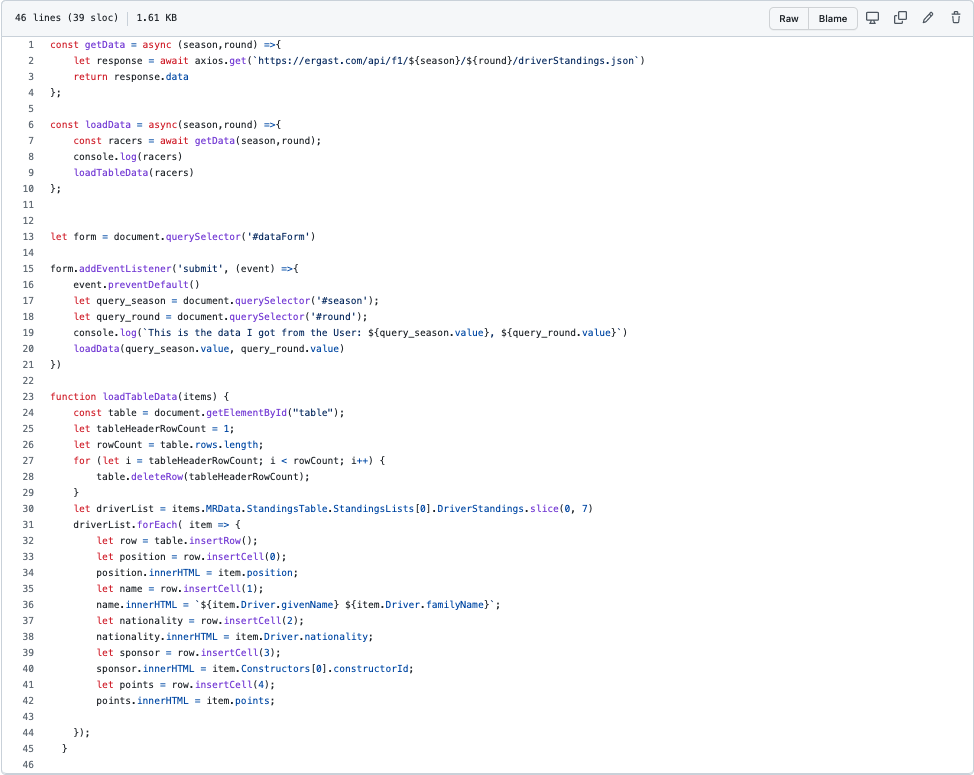 46 lines (39 sloc) 1.61 KB Raw Blame
1 const getData = async (season,round) =>{
2     let response = await axios.get(`https://ergast.com/api/f1/${season}/${round}/driverStandings.json`)
3     return response.data
4 };
5
6 const loadData = async(season,round) =>{
7     const racers = await getData(season,round);
8     console.log(racers)
9     loadTableData(racers)
10 };
11
12
13 let form = document.querySelector('#dataForm')
14
15 form.addEventListener('submit', (event) =>{
16     event.preventDefault()
17     let query_season = document.querySelector('#season');
18     let query_round = document.querySelector('#round');
19     console.log(`This is the data I got from the User: ${query_season.value}, ${query_round.value}`)
20     loadData(query_season.value, query_round.value)
21 })
22
23 function loadTableData(items) {
24     const table = document.getElementById("table");
25     let tableHeaderRowCount = 1;
26     let rowCount = table.rows.length;
27     for (let i = tableHeaderRowCount; i < rowCount; i++) {
28         table.deleteRow(tableHeaderRowCount);
29     }
30     let driverList = items.MRData.StandingsTable.StandingsLists[0].DriverStandings.slice(0, 7)
31     driverList.forEach( item => {
32         let row = table.insertRow();
33         let position = row.insertCell(0);
34         position.innerHTML = item.position;
35         let name = row.insertCell(1);
36         name.innerHTML = `${item.Driver.givenName} ${item.Driver.familyName}`;
37         let nationality = row.insertCell(2);
38         nationality.innerHTML = item.Driver.nationality;
39         let sponsor = row.insertCell(3);
40         sponsor.innerHTML = item.Constructors[0].constructorId;
41         let points = row.insertCell(4);
42         points.innerHTML = item.points;
43
44     });
45   }
46